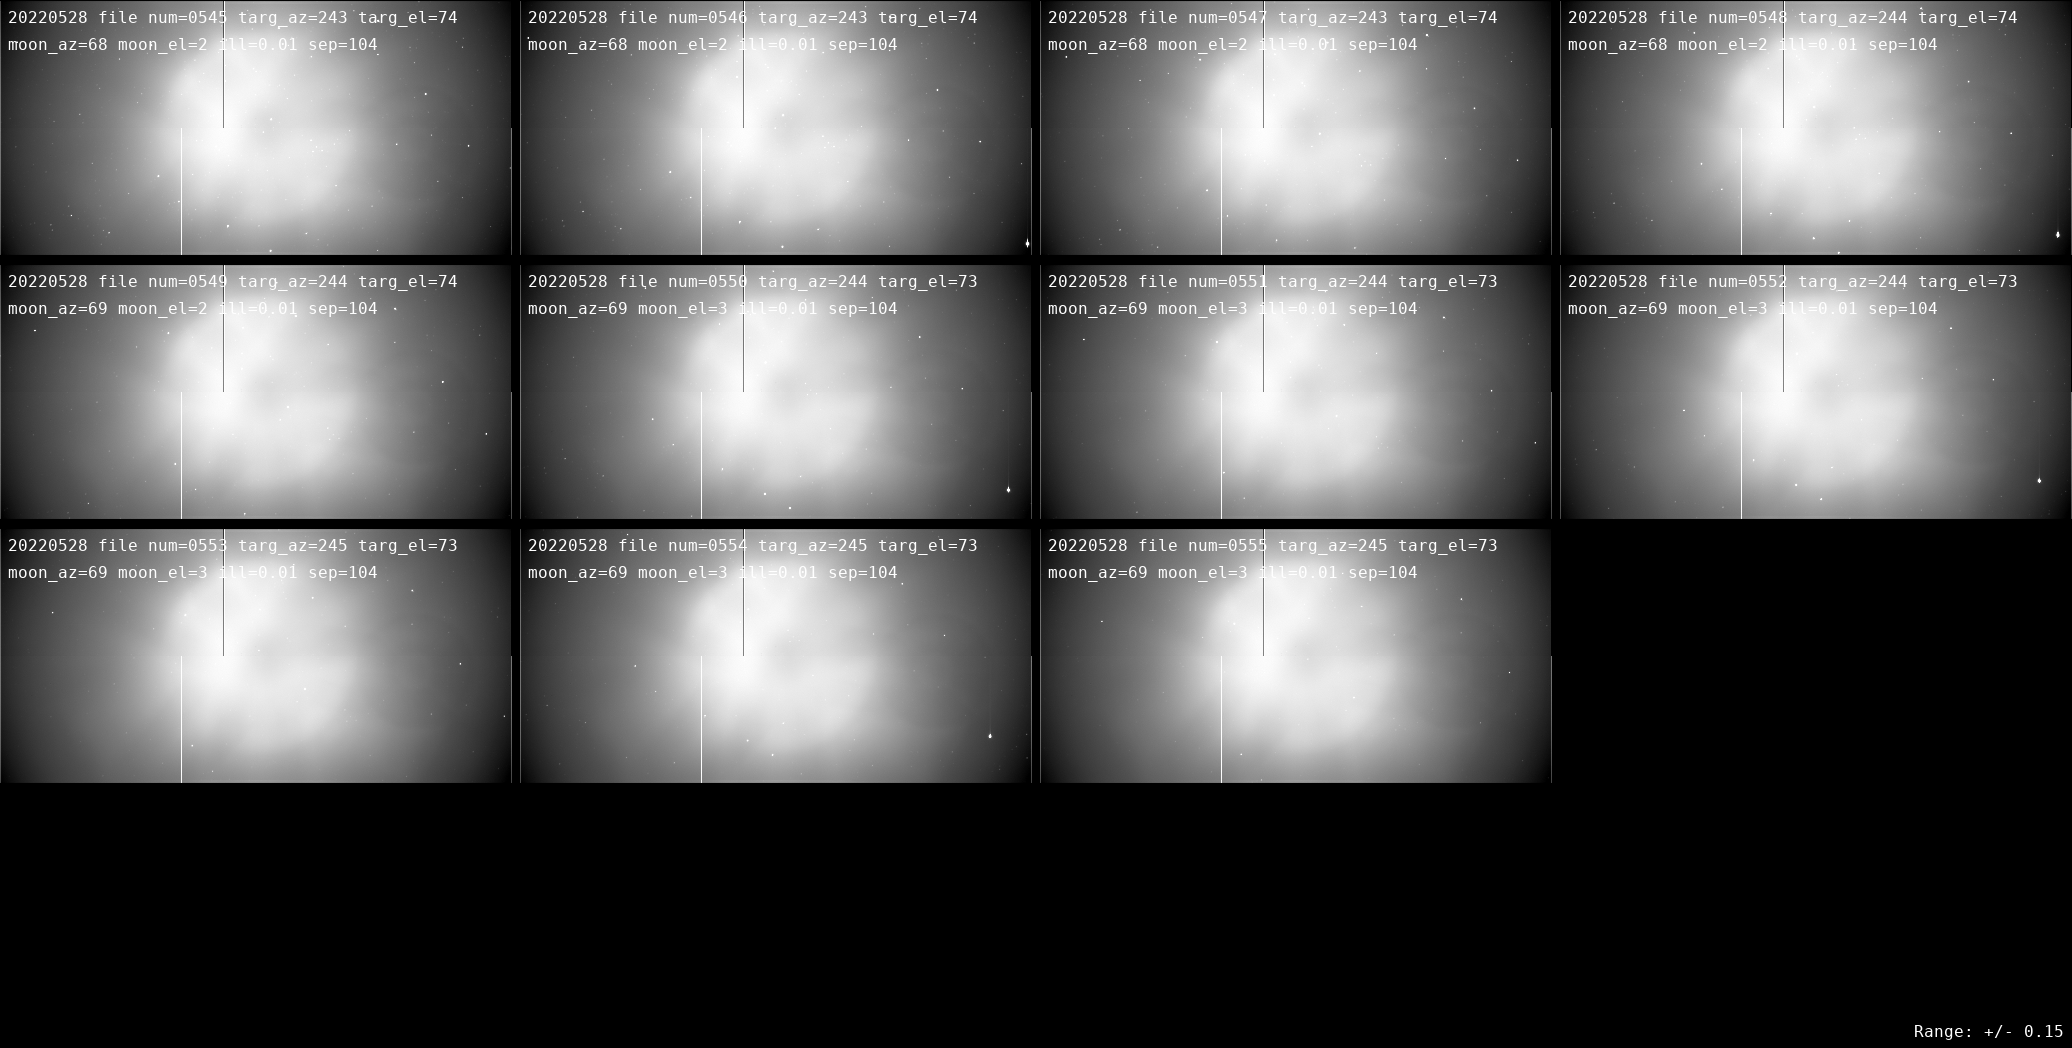 20220528 file num=0545 targ_az=243 targ_el=74
moon_az=68 moon_el=2 ill=0.01 sep=104
20220528 file num=0546 targ_az=243 targ_el=74
moon_az=68 moon_el=2 ill=0.01 sep=104
20220528 file num=0547 targ_az=243 targ_el=74
moon_az=68 moon_el=2 ill=0.01 sep=104
20220528 file num=0548 targ_az=244 targ_el=74
moon_az=68 moon_el=2 ill=0.01 sep=104
20220528 file num=0549 targ_az=244 targ_el=74
moon_az=69 moon_el=2 ill=0.01 sep=104
20220528 file num=0550 targ_az=244 targ_el=73
moon_az=69 moon_el=3 ill=0.01 sep=104
20220528 file num=0551 targ_az=244 targ_el=73
moon_az=69 moon_el=3 ill=0.01 sep=104
20220528 file num=0552 targ_az=244 targ_el=73
moon_az=69 moon_el=3 ill=0.01 sep=104
20220528 file num=0553 targ_az=245 targ_el=73
moon_az=69 moon_el=3 ill=0.01 sep=104
20220528 file num=0554 targ_az=245 targ_el=73
moon_az=69 moon_el=3 ill=0.01 sep=104
20220528 file num=0555 targ_az=245 targ_el=73
moon_az=69 moon_el=3 ill=0.01 sep=104
Range: +/- 0.15